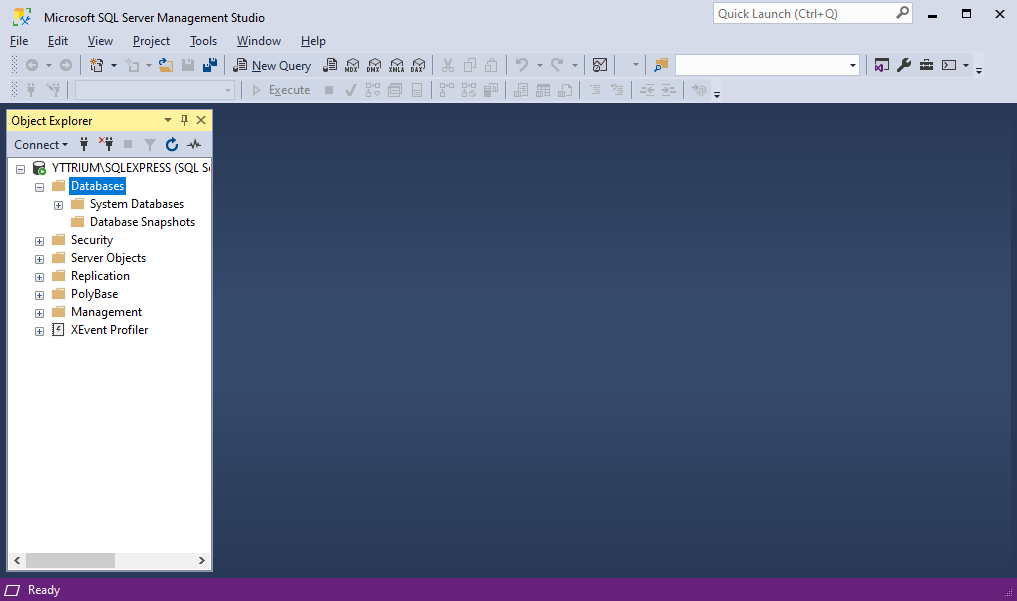 Microsoft SQL Server Management Studio
Quick Launch (Ctrl+Q)
File Edit View Project Tools Window Help
New Query MDX DMX XMLA DAX
Execute
Object Explorer
Connect
YTTRIUM\SQLEXPRESS (SQL S
Databases
System Databases
Database Snapshots
Security
Server Objects
Replication
PolyBase
Management
XEvent Profiler
Ready